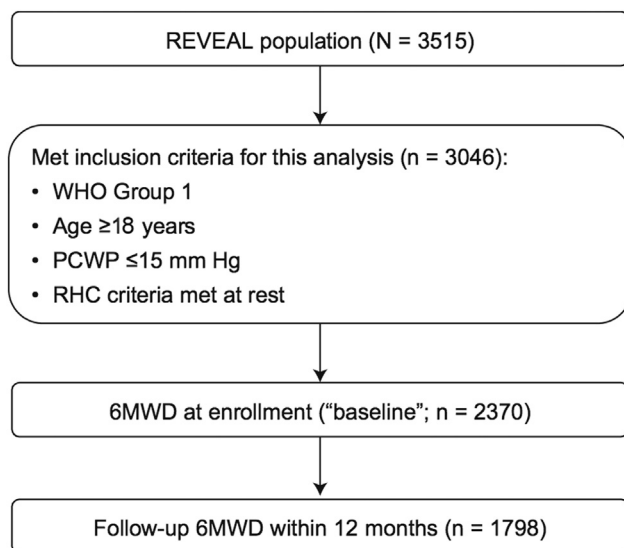 REVEAL population (N = 3515)
Met inclusion criteria for this analysis (n = 3046):
• WHO Group 1
• Age ≥18 years
• PCWP ≤15 mm Hg
• RHC criteria met at rest
6MWD at enrollment (“baseline”; n = 2370)
Follow-up 6MWD within 12 months (n = 1798)